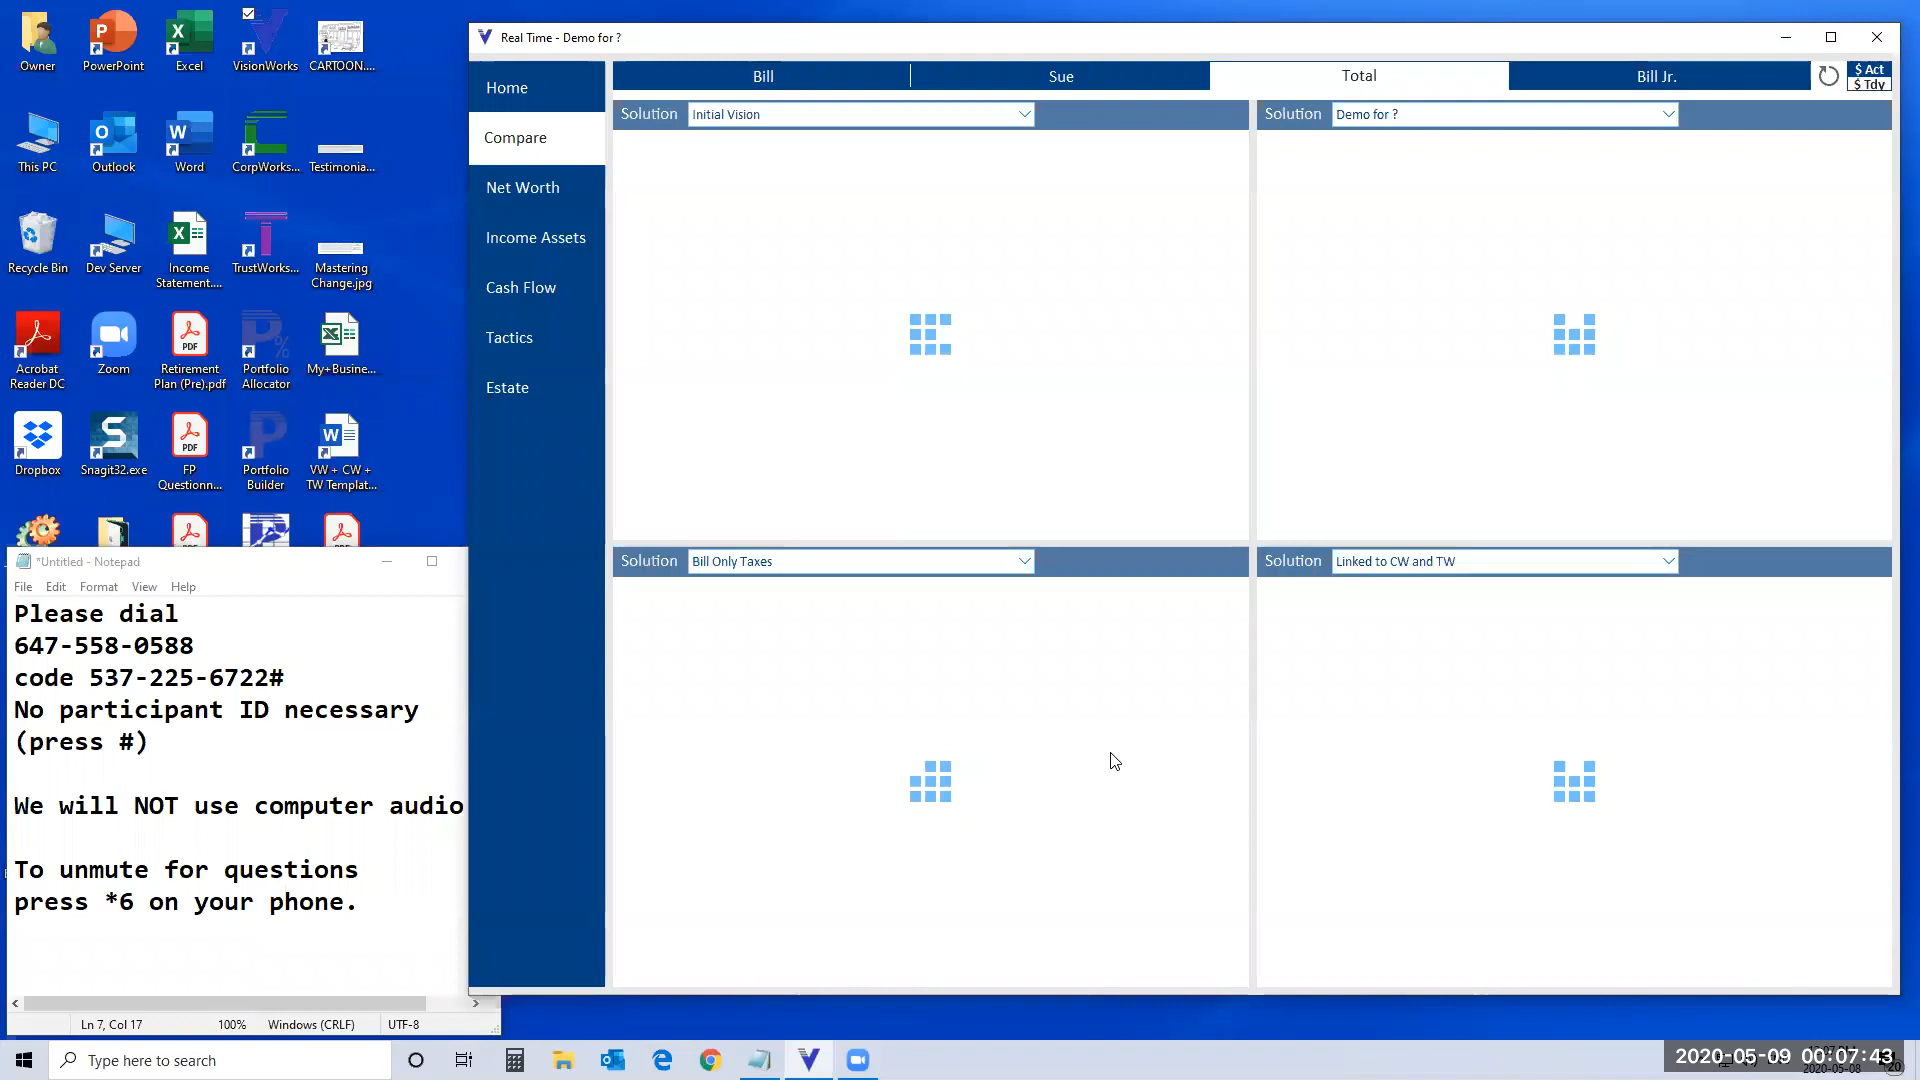 Owner
PowerPoint
Excel
VisionWorks
CARTOON....
This PC
Outlook
Word
CorpWorks...
Testimonia...
Recycle Bin
Dev Server
Income
Statement....
TrustWorks...
Mastering
Change.jpg
Acrobat
Reader DC
Zoom
Retirement
Plan (Pre).pdf
Portfolio
Allocator
My+Busine...
Dropbox
Snagit32.exe
FP
Questionn...
Portfolio
Builder
VW + CW +
TW Templat...
*Untitled - Notepad
File Edit Format View Help
Please dial
647-558-0588
code 537-225-6722#
No participant ID necessary
(press #)
We will NOT use computer audio
To unmute for questions
press *6 on your phone.
Ln 7, Col 17 100% Windows (CRLF) UTF-8
Real Time - Demo for ?
Home
Compare
Net Worth
Income Assets
Cash Flow
Tactics
Estate
Bill Sue Total Bill Jr.
$ Act
$ Tdy
Solution Initial Vision
Solution Demo for ?
Solution Bill Only Taxes
Solution Linked to CW and TW
Type here to search
2020-05-09 00:07:43
2020-05-08
20